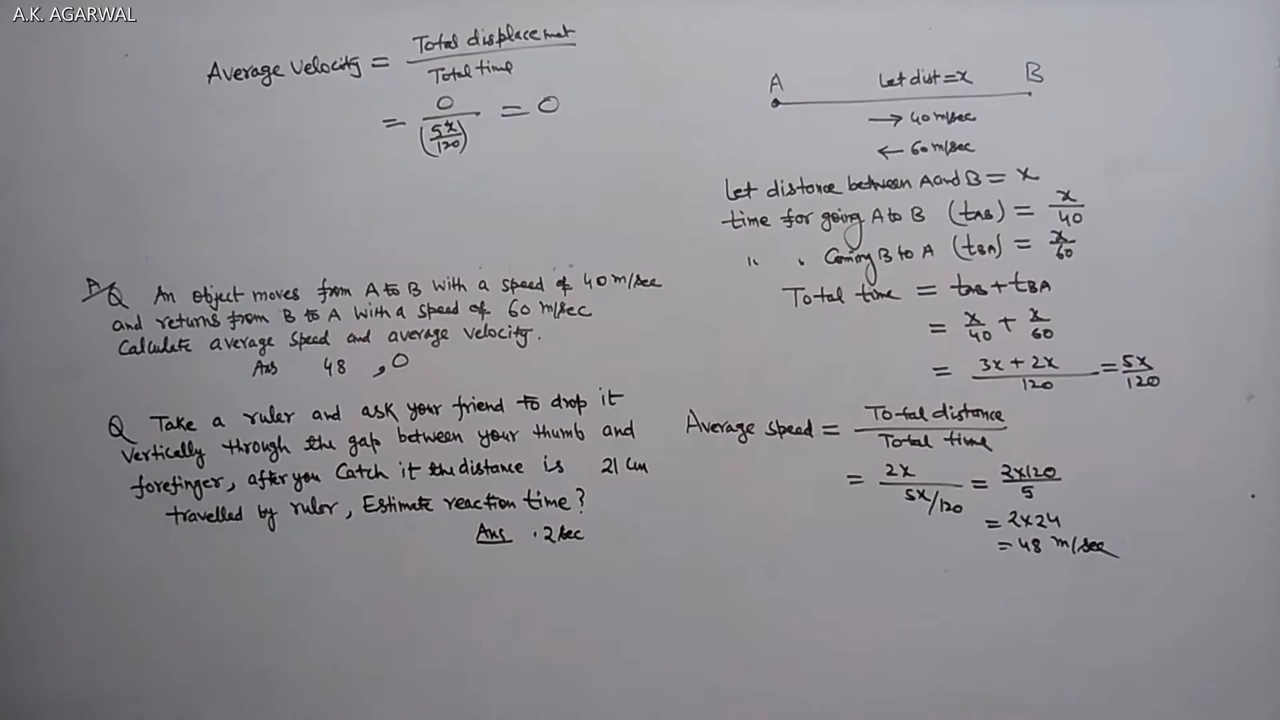 A.K. AGARWAL
Average velocity = Total displacemat / Total time
= 0 / (5x/120) = 0
A B
Let dist = x
→ 40 m/sec
← 60 m/sec
Let distance between A and B = x
time for going A to B (tAB) = x/40
" " Coming B to A (tBA) = x/60
Total time = tAB + tBA
= x/40 + x/60
= 3x + 2x / 120 = 5x/120
Average speed = Total distance / Total time
= 2x / 5x/120 = 2x120 / 5
= 2x24
= 48 m/sec
Q An object moves from A to B with a speed of 40 m/sec
and returns from B to A with a speed of 60 m/sec
Calculate average speed and average velocity.
Ans 48 , 0
Q Take a ruler and ask your friend to drop it
vertically through the gap between your thumb and
forefinger, after you Catch it the distance is 21 cm
travelled by rular, Estimate reaction time?
Ans .2 sec